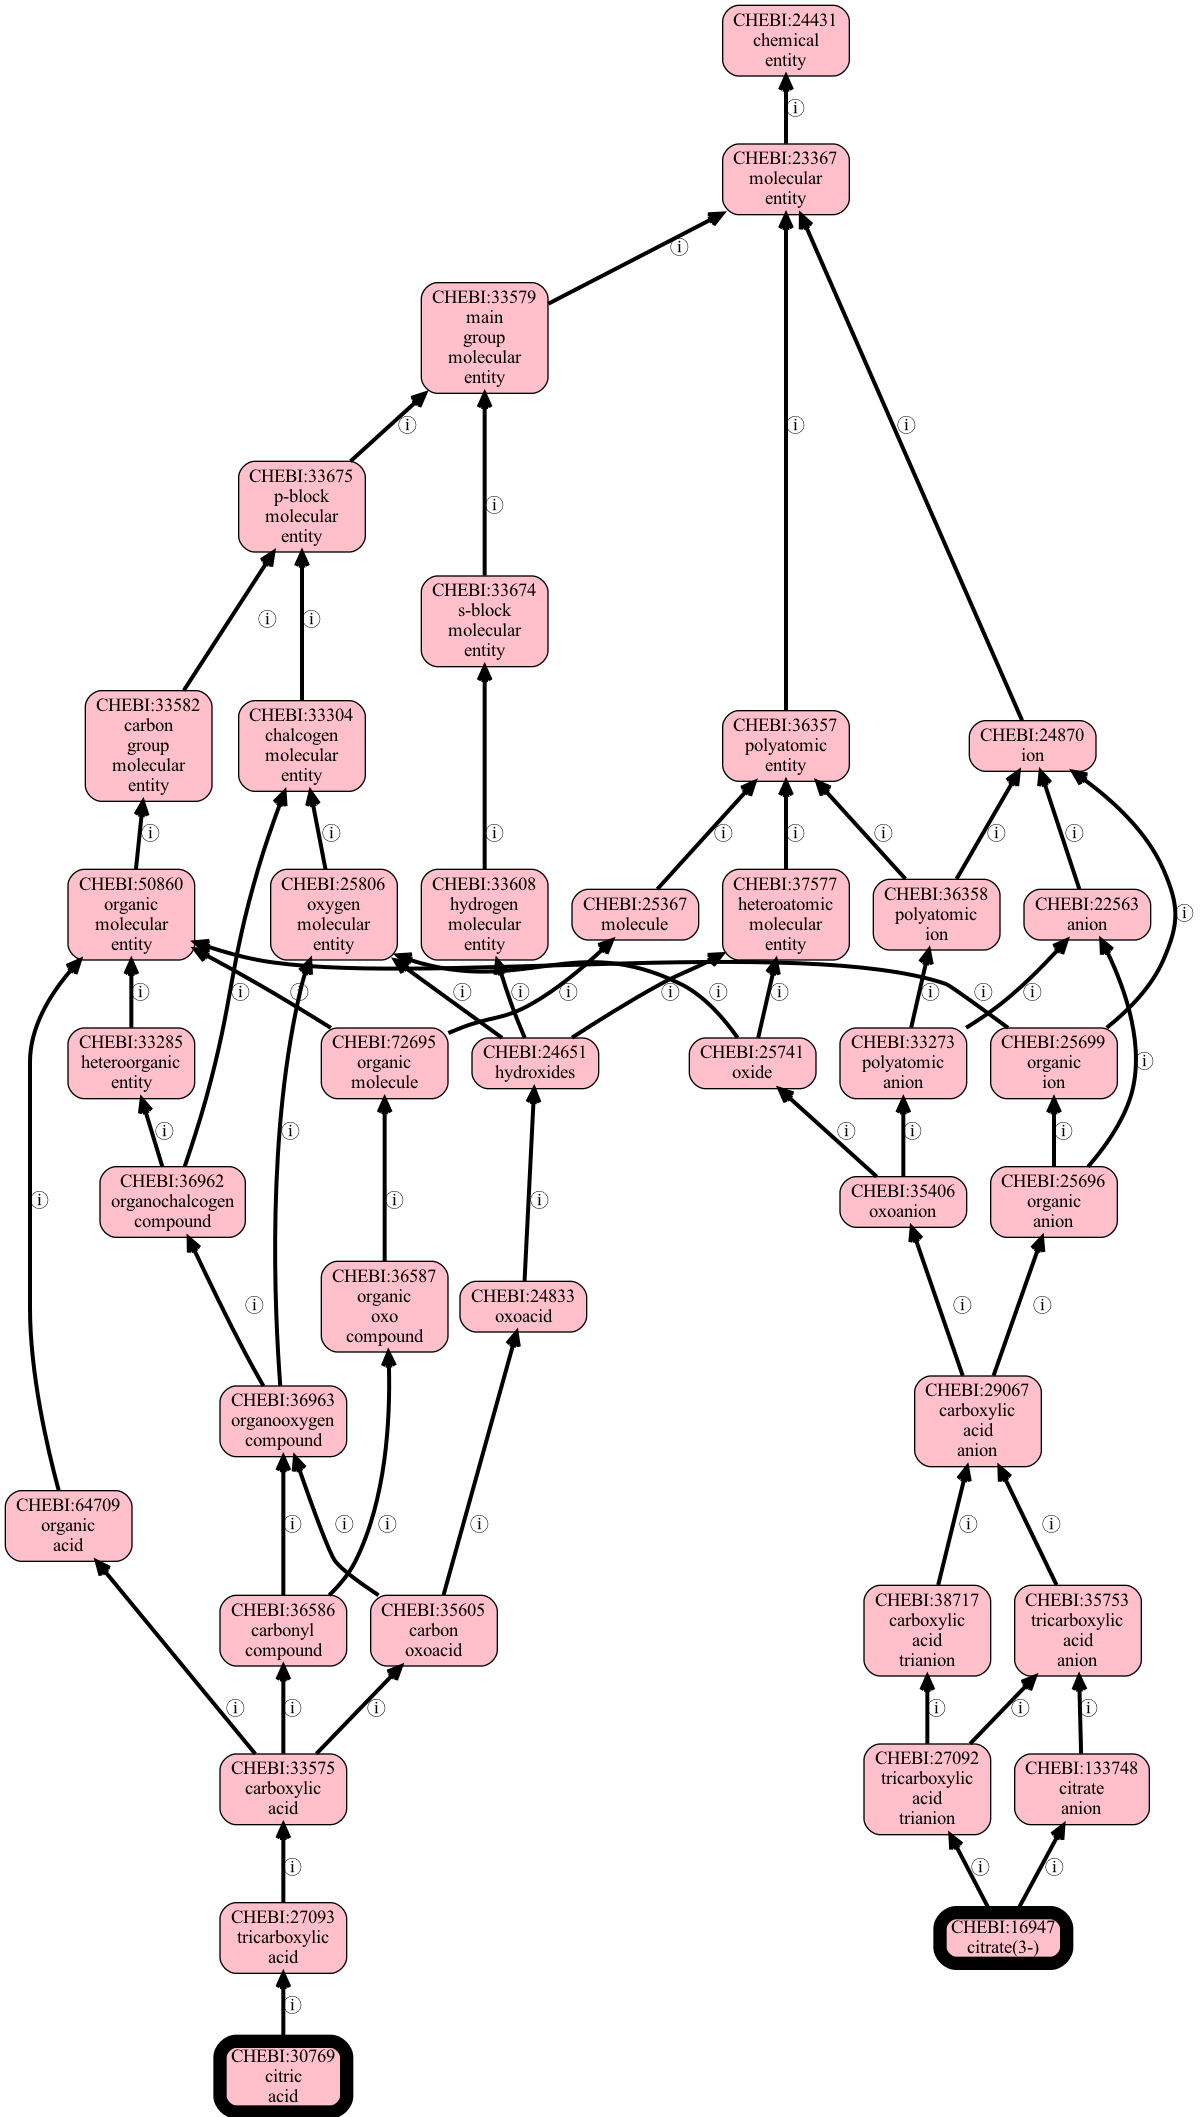 CHEBI:24431
chemical
entity
ⓘ
CHEBI:23367
molecular
entity
ⓘ
CHEBI:33579
main
group
molecular
entity
ⓘ
ⓘ
ⓘ
CHEBI:33675
p-block
molecular
entity
ⓘ
CHEBI:33674
s-block
molecular
entity
ⓘ
ⓘ
CHEBI:33582
carbon
group
molecular
entity
CHEBI:33304
chalcogen
molecular
entity
CHEBI:36357
polyatomic
entity
CHEBI:24870
ion
ⓘ
ⓘ
ⓘ
ⓘ
ⓘ
ⓘ
ⓘ
ⓘ
CHEBI:50860
organic
molecular
entity
CHEBI:25806
oxygen
molecular
entity
CHEBI:33608
hydrogen
molecular
entity
CHEBI:25367
molecule
CHEBI:37577
heteroatomic
molecular
entity
CHEBI:36358
polyatomic
ion
CHEBI:22563
anion
ⓘ
ⓘ
ⓘ
ⓘ
ⓘ
ⓘ
ⓘ
ⓘ
ⓘ
ⓘ
ⓘ
ⓘ
ⓘ
CHEBI:33285
heteroorganic
entity
CHEBI:72695
organic
molecule
CHEBI:24651
hydroxides
CHEBI:25741
oxide
CHEBI:33273
polyatomic
anion
CHEBI:25699
organic
ion
ⓘ
ⓘ
ⓘ
ⓘ
ⓘ
ⓘ
CHEBI:36962
organochalcogen
compound
CHEBI:35406
oxoanion
CHEBI:25696
organic
anion
ⓘ
ⓘ
ⓘ
CHEBI:36587
organic
oxo
compound
CHEBI:24833
oxoacid
ⓘ
ⓘ
ⓘ
CHEBI:36963
organooxygen
compound
CHEBI:29067
carboxylic
acid
anion
CHEBI:64709
organic
acid
ⓘ
ⓘ
ⓘ
ⓘ
ⓘ
ⓘ
CHEBI:36586
carbonyl
compound
CHEBI:35605
carbon
oxoacid
CHEBI:38717
carboxylic
acid
trianion
CHEBI:35753
tricarboxylic
acid
anion
ⓘ
ⓘ
ⓘ
ⓘ
ⓘ
ⓘ
CHEBI:33575
carboxylic
acid
CHEBI:27092
tricarboxylic
acid
trianion
CHEBI:133748
citrate
anion
ⓘ
ⓘ
ⓘ
CHEBI:27093
tricarboxylic
acid
CHEBI:16947
citrate(3-)
ⓘ
CHEBI:30769
citric
acid